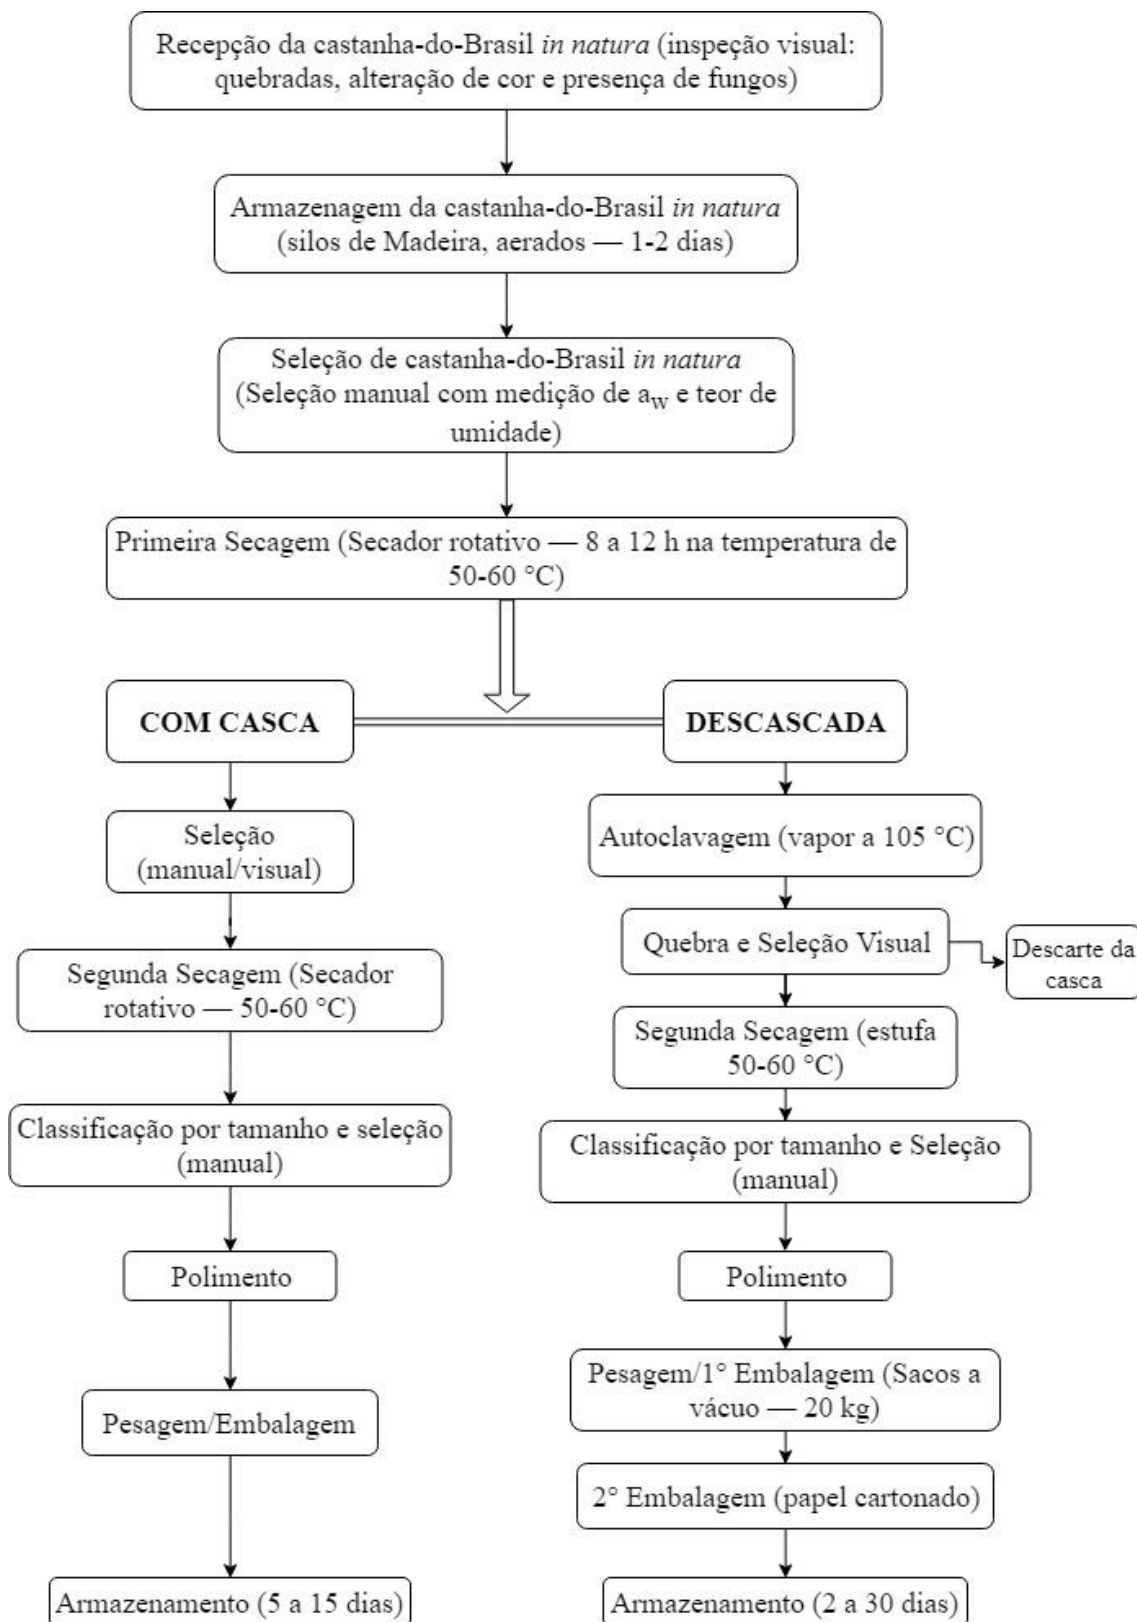 Recepção da castanha-do-Brasil in natura (inspeção visual:
quebradas, alteração de cor e presença de fungos)
Armazenagem da castanha-do-Brasil in natura
(silos de Madeira, aerados — 1-2 dias)
Seleção de castanha-do-Brasil in natura
(Seleção manual com medição de aw e teor de
umidade)
Primeira Secagem (Secador rotativo — 8 a 12 h na temperatura de
50-60 °C)
COM CASCA
Seleção
(manual/visual)
Segunda Secagem (Secador
rotativo — 50-60 °C)
Classificação por tamanho e seleção
(manual)
Polimento
Pesagem/Embalagem
Armazenamento (5 a 15 dias)
DESCASCADA
Autoclavagem (vapor a 105 °C)
Quebra e Seleção Visual
Descarte da
casca
Segunda Secagem (estufa
50-60 °C)
Classificação por tamanho e Seleção
(manual)
Polimento
Pesagem/1° Embalagem (Sacos a
vácuo — 20 kg)
2° Embalagem (papel cartonado)
Armazenamento (2 a 30 dias)